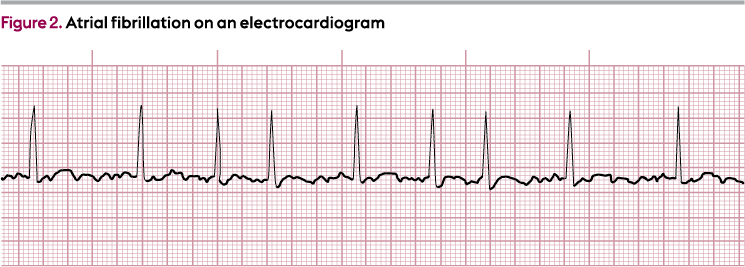 Figure 2. Atrial fibrillation on an electrocardiogram